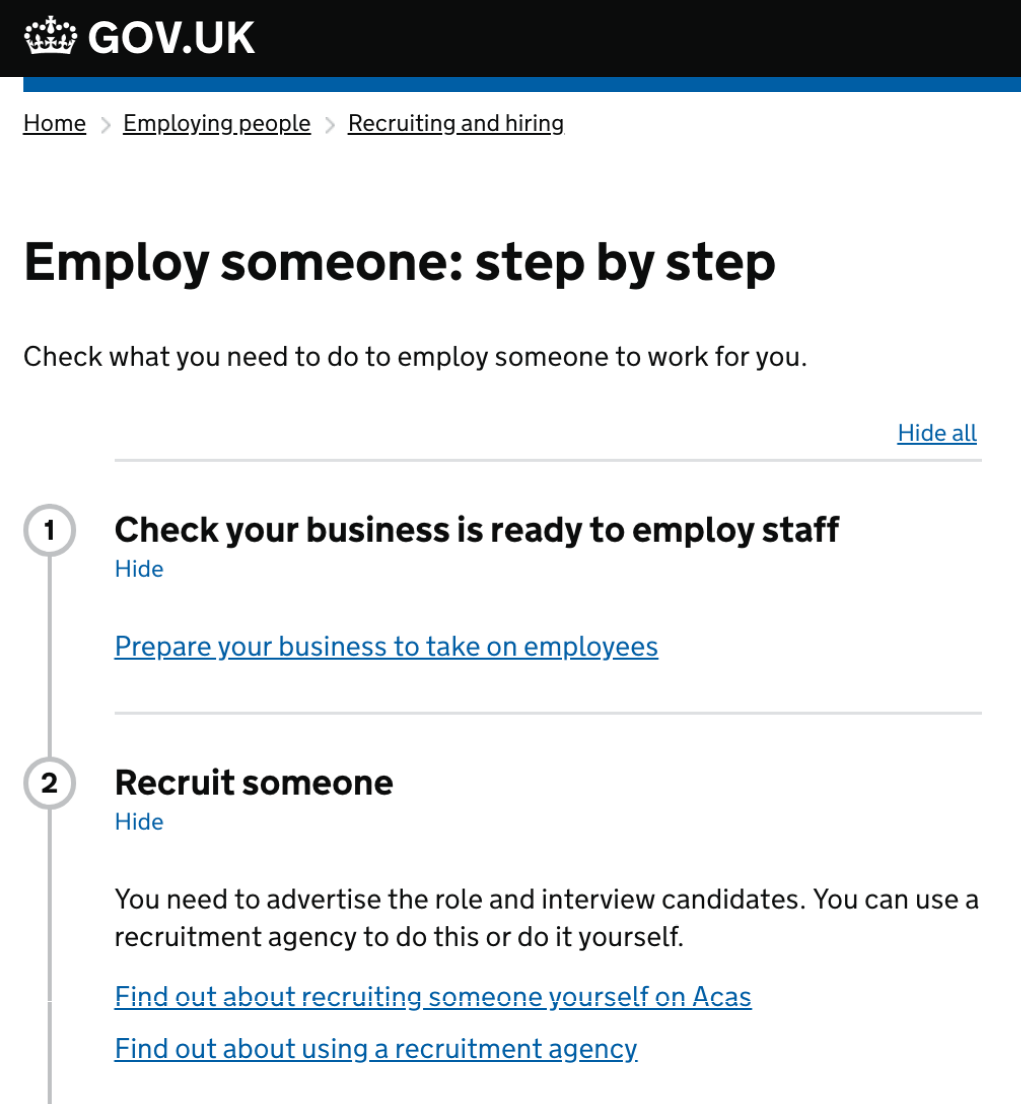 GOV.UK
Home > Employing people > Recruiting and hiring
Employ someone: step by step
Check what you need to do to employ someone to work for you.
Hide all
1 Check your business is ready to employ staff
Hide
Prepare your business to take on employees
2 Recruit someone
Hide
You need to advertise the role and interview candidates. You can use a
recruitment agency to do this or do it yourself.
Find out about recruiting someone yourself on Acas
Find out about using a recruitment agency